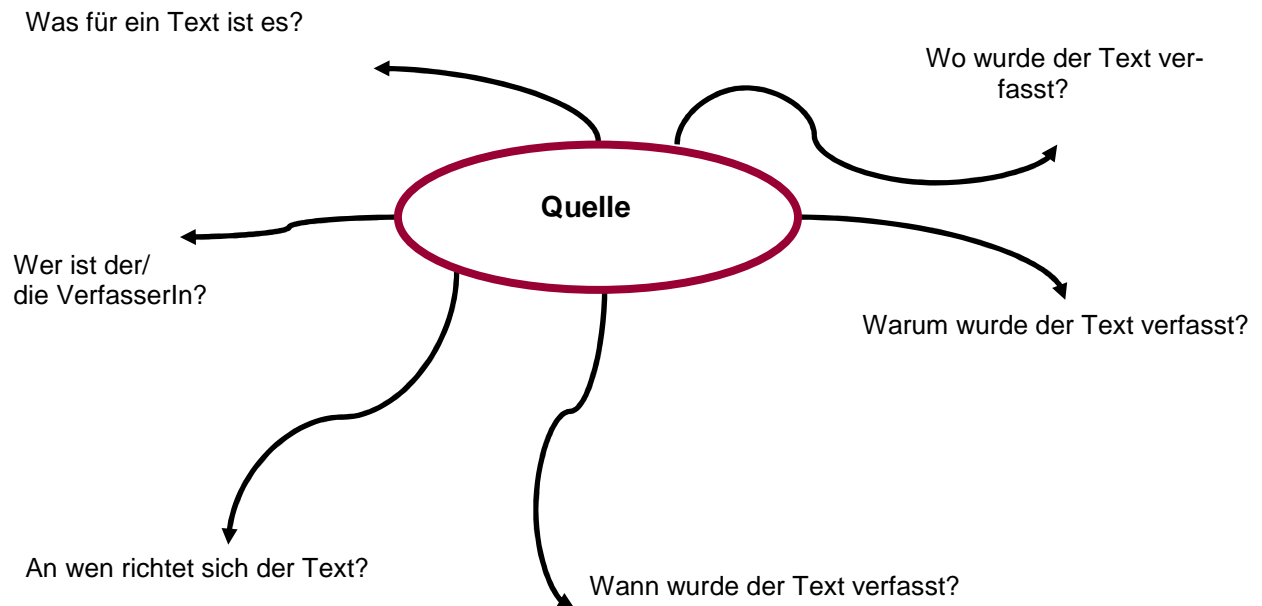 Was für ein Text ist es?
Wo wurde der Text ver-
fasst?
Quelle
Wer ist der/
die VerfasserIn?
Warum wurde der Text verfasst?
An wen richtet sich der Text?
Wann wurde der Text verfasst?